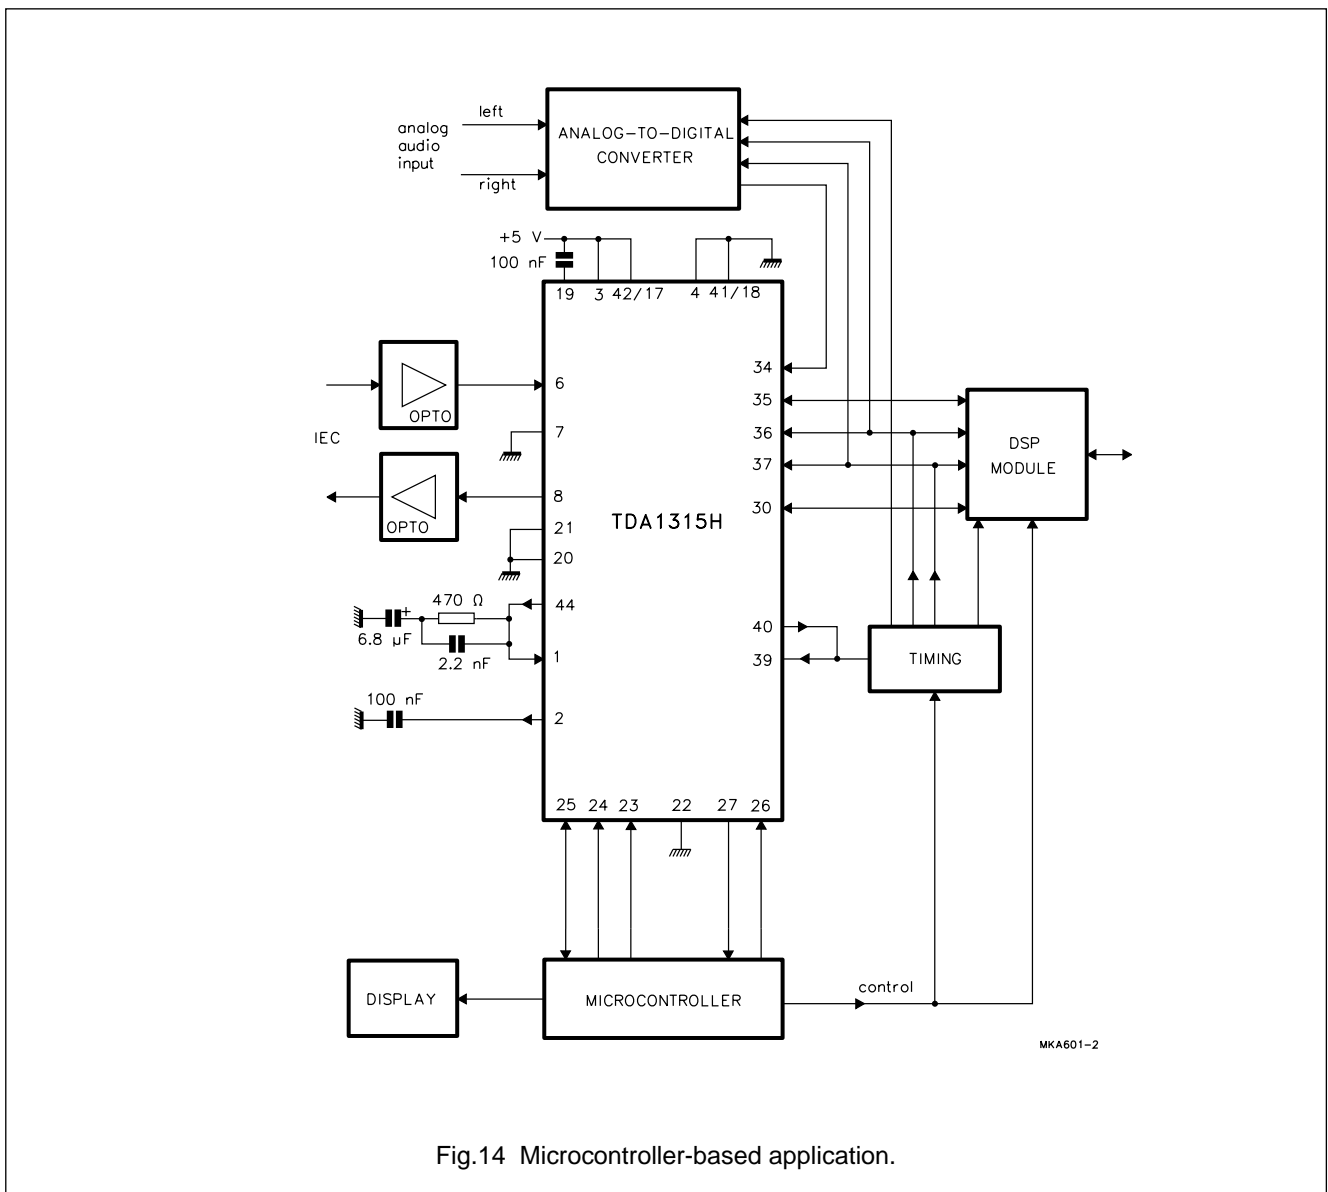 left
analog
audio
input
right
ANALOG-TO-DIGITAL
CONVERTER
+5 V
100 nF
19 3 42/17 4 41/18
34
35
36
37
30
6
7
8
21
20
44
1
2
40
39
OPTO
IEC
OPTO
TDA1315H
DSP
MODULE
470 Ω
+
6.8 µF
2.2 nF
100 nF
TIMING
25 24 23 22 27 26
DISPLAY
MICROCONTROLLER
control
MKA601-2
Fig.14 Microcontroller-based application.